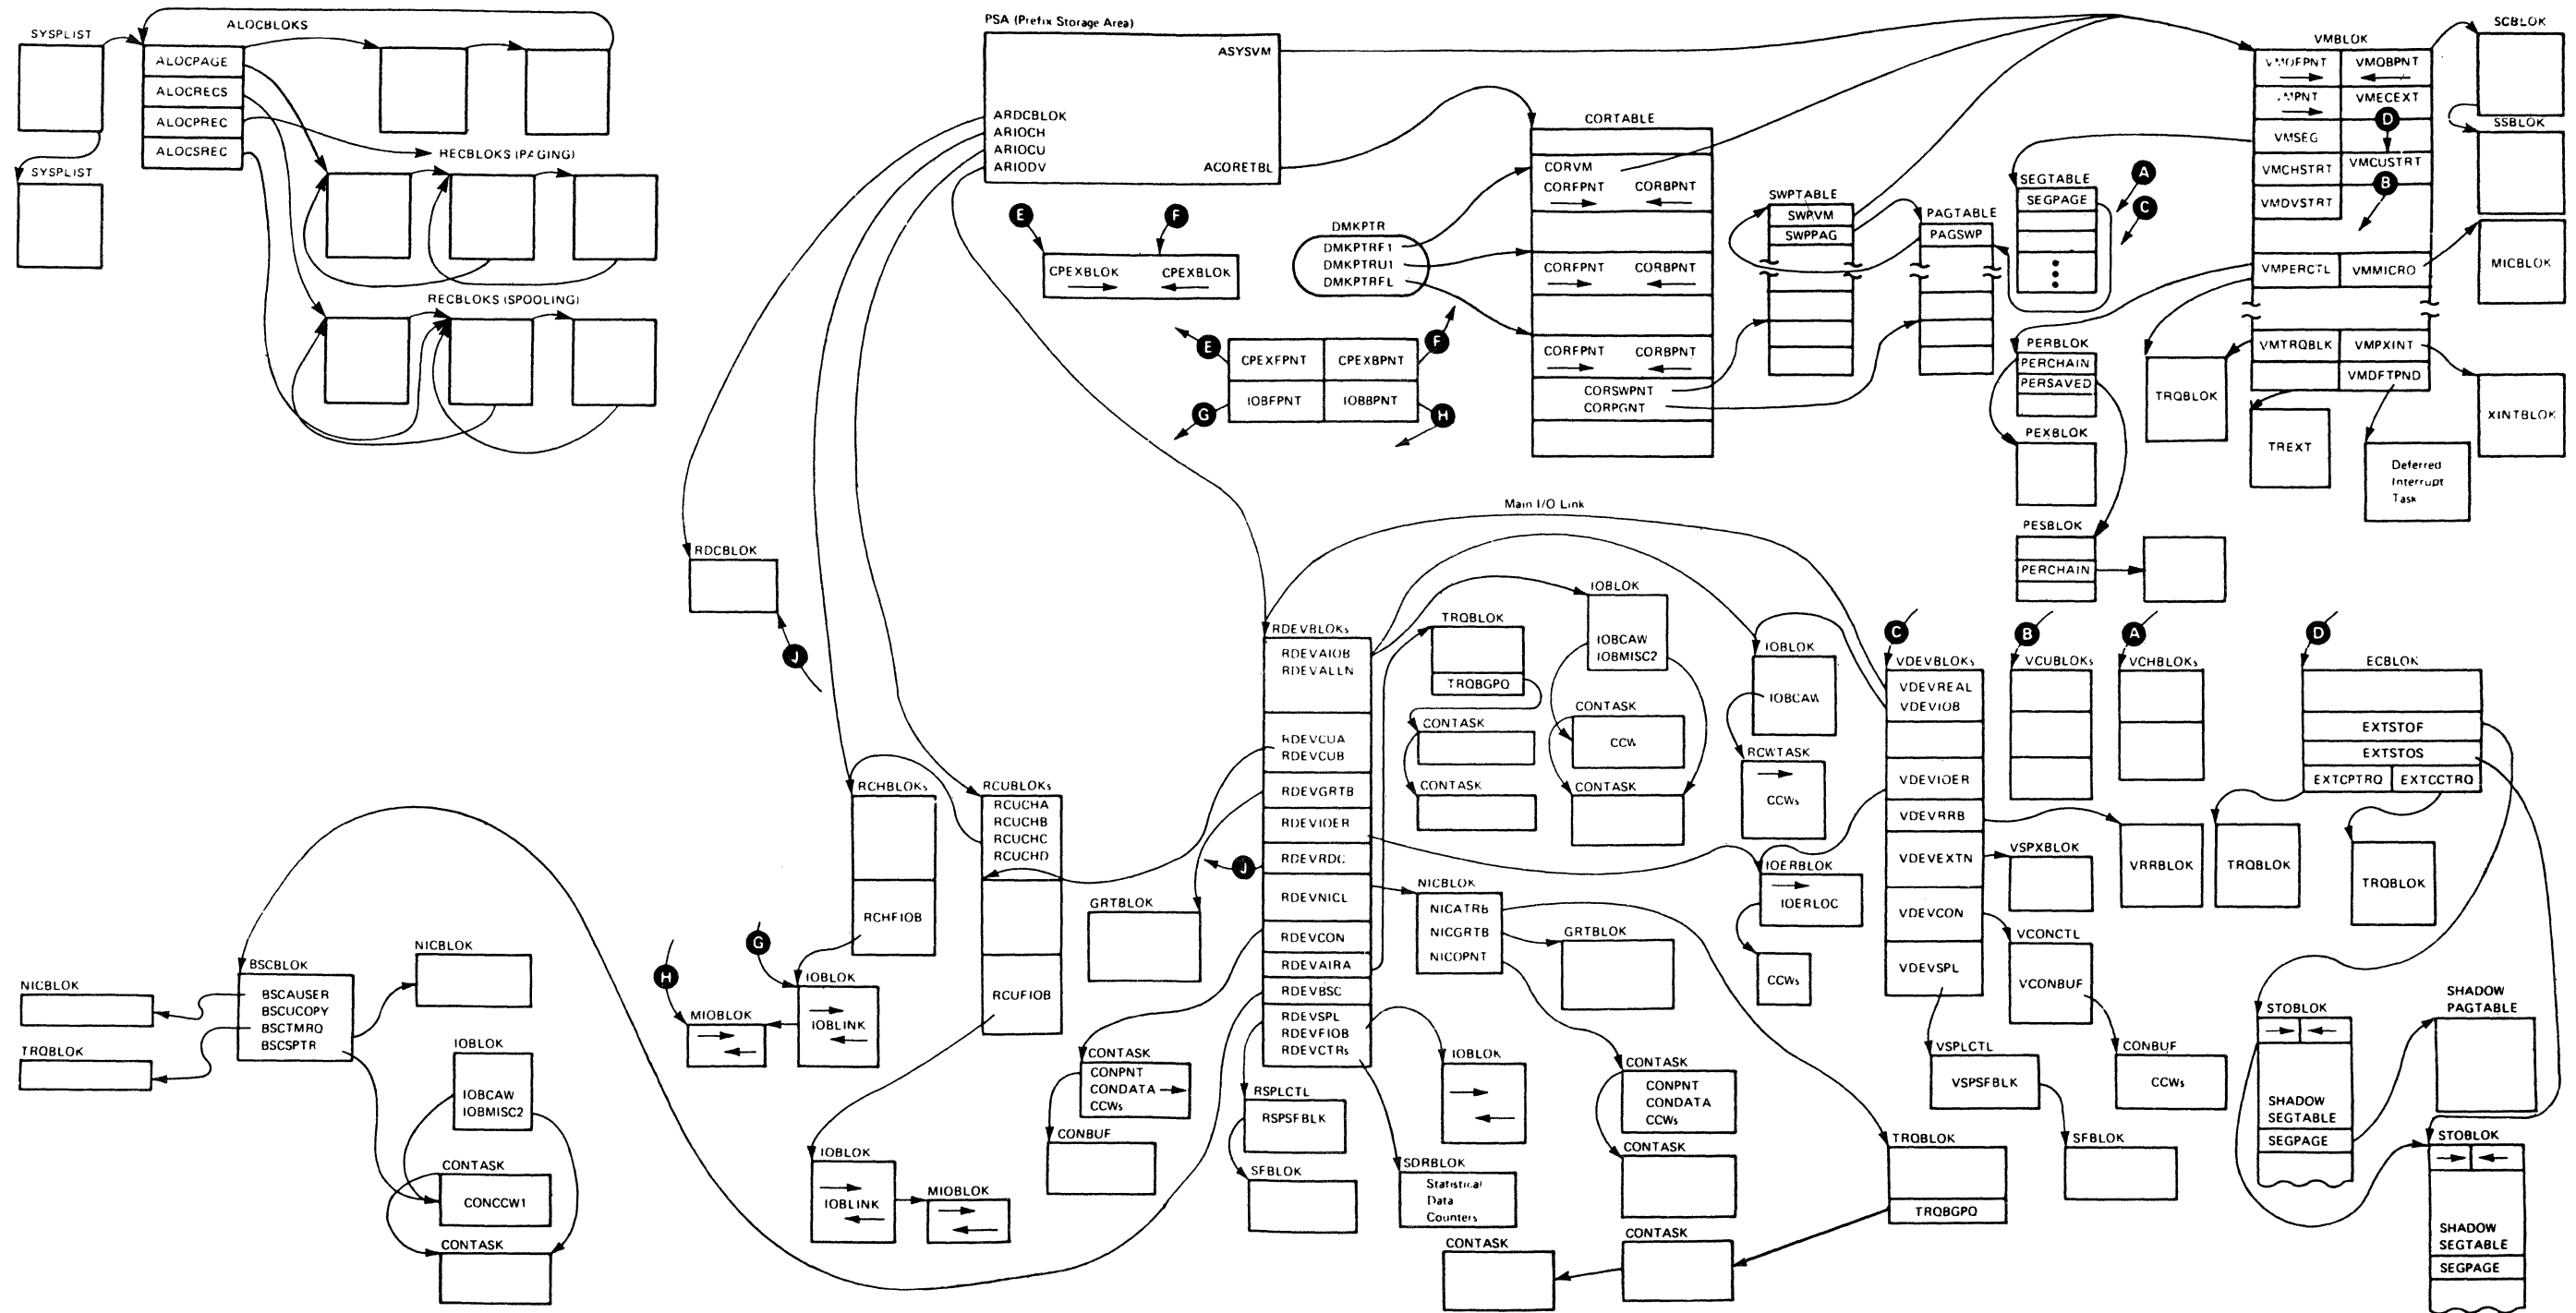 PSA (Prefix Storage Area)
ASYSVM
ARDCBLOK
ARIOCH
ARIOCU
ARIODV
ACORETBL
SYSPLIST
ALOCBLOKS
ALOCPAGE
ALOCRECS
ALOCPREC
ALOCSREC
SYSPLIST
RECBLOKS (PAGING)
RECBLOKS (SPOOLING)
E
F
CPEXBLOK CPEXBLOK
DMKPTR
DMKPTRF1
DMKPTRU1
DMKPTRFL
E
F
CPEXFPNT CPEXBPNT
IOBFPNT IOBBPNT
G
H
CORTABLE
CORVM
CORFPNT CORBPNT
CORFPNT CORBPNT
CORFPNT CORBPNT
CORSWPNT
CORPGNT
SWPTABLE
SWPVM
SWPPAG
PAGTABLE
PAGSWP
SEGTABLE
SEGPAGE
A
C
VMBLOK
VMQFPNT VMQBPNT
VMECEXT
D
VMSEG
VMCHSTRT VMCUSTRT
B
VMDVSTRT
VMPERCTL VMMICRO
VMTRQBLK VMPXINT
VMDFTPND
SCBLOK
SSBLOK
MICBLOK
XINTBLOK
PERBLOK
PERCHAIN
PERSAVED
PEXBLOK
PESBLOK
PERCHAIN
TRQBLOK
TREXT
Deferred
Interrupt
Task
Main I/O Link
RDCBLOK
J
RDEVBLOKs
RDEVAIOB
RDEVALLN
RDEVCUA
RDEVCUB
RDEVGRTB
RDEVIOER
RDEVRDC
J
RDEVNICL
RDEVCON
RDEVAIRA
RDEVBSC
RDEVSPL
RDEVFIOB
RDEVCTRs
TRQBLOK
TRQBGPQ
CONTASK
CONTASK
IOBLOK
IOBCAW
IOBMISC2
CONTASK
CCW
CONTASK
IOBLOK
IOBCAW
RCWTASK
CCWs
IOERBLOK
IOERLOC
CCWs
C
VDEVBLOKs
VDEVREAL
VDEVIOB
VDEVIOER
VDEVRRB
VDEVEXTN
VDEVCON
VDEVSPL
B
VCUBLOKs
A
VCHBLOKs
D
ECBLOK
EXTSTOF
EXTSTOS
EXTCPTRQ EXTCCTRQ
VSPXBLOK
VRRBLOK
TRQBLOK
TRQBLOK
VCONCTL
VCONBUF
CONBUF
CCWs
VSPLCTL
VSPSFBLK
SFBLOK
STOBLOK
SHADOW
SEGTABLE
SEGPAGE
SHADOW
PAGTABLE
STOBLOK
SHADOW
SEGTABLE
SEGPAGE
RCHBLOKs
RCHFIOB
RCUBLOKs
RCUCHA
RCUCHB
RCUCHC
RCUCHD
RCUFIOB
GRTBLOK
H
G
MIOBLOK
IOBLOK
IOBLINK
IOBLOK
IOBLINK
MIOBLOK
NICBLOK
NICATRB
NICGRTB
NICOPNT
GRTBLOK
CONTASK
CONPNT
CONDATA
CCWs
CONBUF
RSPLCTL
RSPSFBLK
SFBLOK
IOBLOK
SDRBLOK
Statistical
Data
Counters
CONTASK
CONPNT
CONDATA
CCWs
CONTASK
TRQBLOK
TRQBGPQ
CONTASK
CONTASK
NICBLOK
TRQBLOK
BSCBLOK
BSCAUSER
BSCUCOPY
BSCTMRQ
BSCSPTR
NICBLOK
IOBLOK
IOBCAW
IOBMISC2
CONTASK
CONCCW1
CONTASK